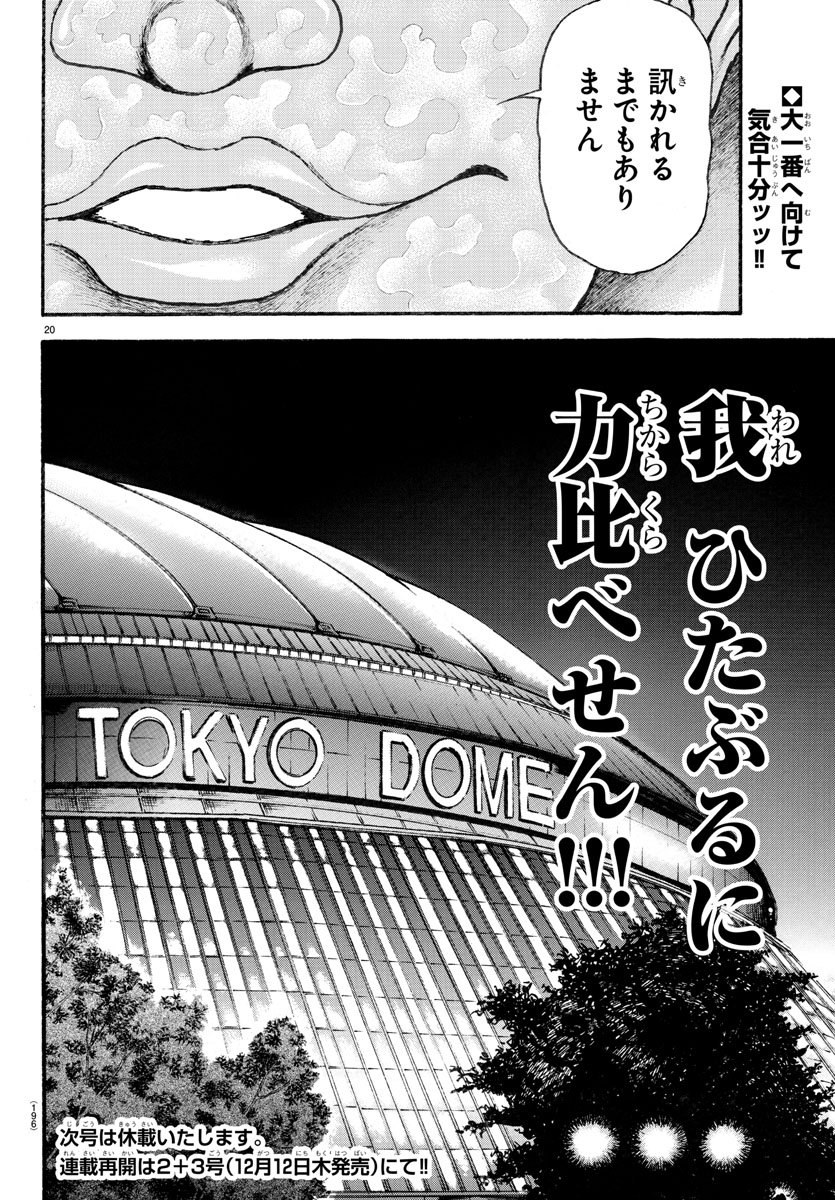 ◆大一番へ向けて
気合十分ッッ!!
訊かれる
までもあり
ません
20
我 ひたぶるに
力比べせん!!!
TOKYO DOME
次号は休載いたします。
連載再開は2+3号(12月12日木発売)にて!!
(196)